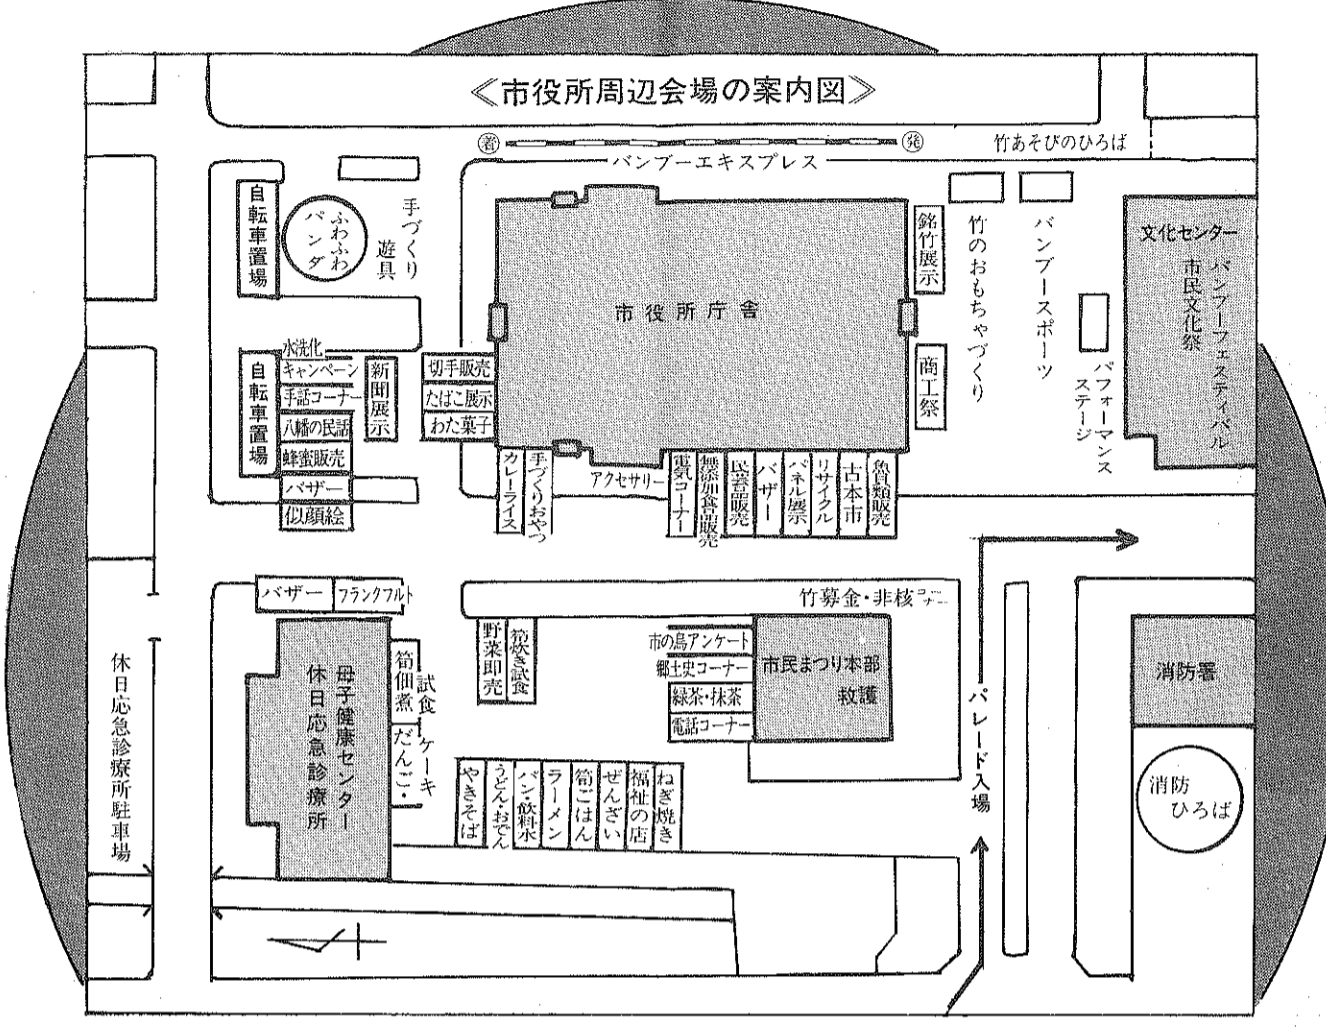 ≪市役所周辺会場の案内図≫
着
発
バンブーエキスプレス
竹あそびのひろば
自転車置場
ふわふわ
パンダ
手づくり
遊具
市役所庁舎
銘竹展示
商工祭
竹のおもちゃづくり
バンブースポーツ
パフォーマンス
ステージ
文化センター
バンブーフェスティバル
市民文化祭
自転車置場
水洗化
キャンペーン
手話コーナー
八幡の民話
蜂蜜販売
バザー
似顔絵
新聞展示
切手販売
たばこ展示
わた菓子
カレーライス
手づくりおやつ
アクセサリー
電気コーナー
無添加食品販売
民芸品販売
バザー
パネル展示
リサイクル
古本市
魚貝類販売
バザー
フランクフルト
竹募金・非核コーナー
母子健康センター
休日応急診療所
筍佃煮
試食
だんご・
ケーキ
野菜即売
筍炊き試食
市の鳥アンケート
郷土史コーナー
緑茶・抹茶
電話コーナー
市民まつり本部
救護
やきそば
うどん・おでん
パン・飲料水
ラーメン
筍ごはん
ぜんざい
福祉の店
ねぎ焼き
パレード入場
消防署
消防
ひろば
休日応急診療所駐車場